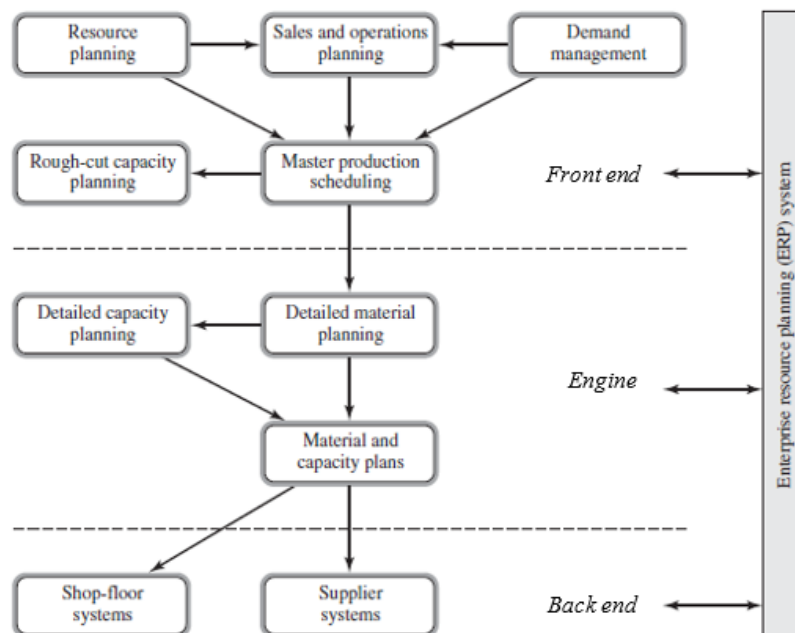 Resource
planning
Sales and operations
planning
Demand
management
Rough-cut capacity
planning
Master production
scheduling
Front end
Detailed capacity
planning
Detailed material
planning
Engine
Material and
capacity plans
Shop-floor
systems
Supplier
systems
Back end
Enterprise resource planning (ERP) system